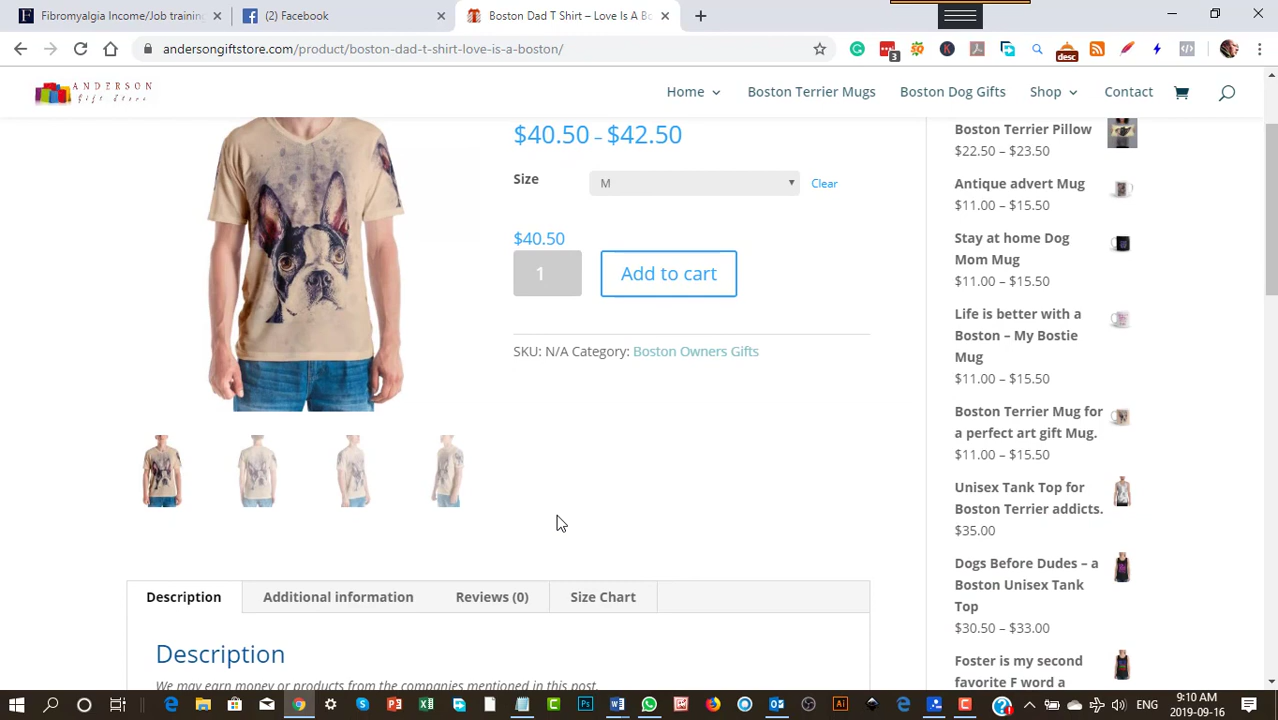 Fibromyalgia Income/Job training
Facebook
Boston Dad T Shirt – Love Is A Bo
andersongiftstore.com/product/boston-dad-t-shirt-love-is-a-boston/
3
desc
ANDERSON
Gift Store
Home
Boston Terrier Mugs
Boston Dog Gifts
Shop
Contact
$40.50 – $42.50
Size
M
Clear
$40.50
1
Add to cart
SKU: N/A Category: Boston Owners Gifts
Boston Terrier Pillow
$22.50 – $23.50
Antique advert Mug
$11.00 – $15.50
Stay at home Dog
Mom Mug
$11.00 – $15.50
Life is better with a
Boston – My Bostie
Mug
$11.00 – $15.50
Boston Terrier Mug for
a perfect art gift Mug.
$11.00 – $15.50
Unisex Tank Top for
Boston Terrier addicts.
$35.00
Dogs Before Dudes – a
Boston Unisex Tank
Top
$30.50 – $33.00
Foster is my second
favorite F word a
Description
Additional information
Reviews (0)
Size Chart
Description
We may earn money or products from the companies mentioned in this post.
ENG
9:10 AM
2019-09-16